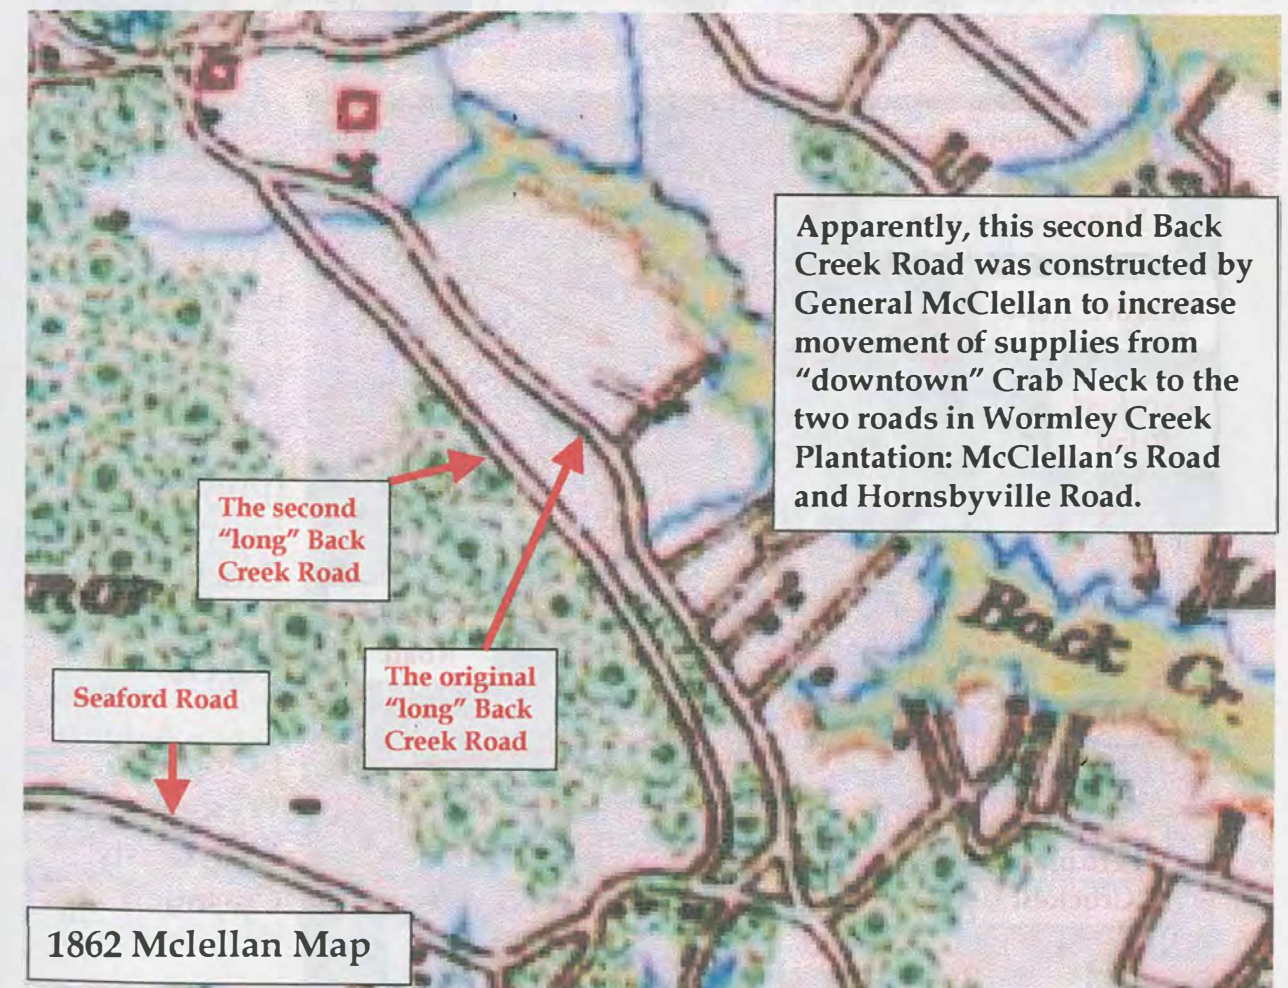 Apparently, this second Back
Creek Road was constructed by
General McClellan to increase
movement of supplies from
“downtown” Crab Neck to the
two roads in Wormley Creek
Plantation: McClellan’s Road
and Hornsbyville Road.
The second
“long” Back
Creek Road
The original
“long” Back
Creek Road
Seaford Road
Back Cr.
1862 Mclellan Map